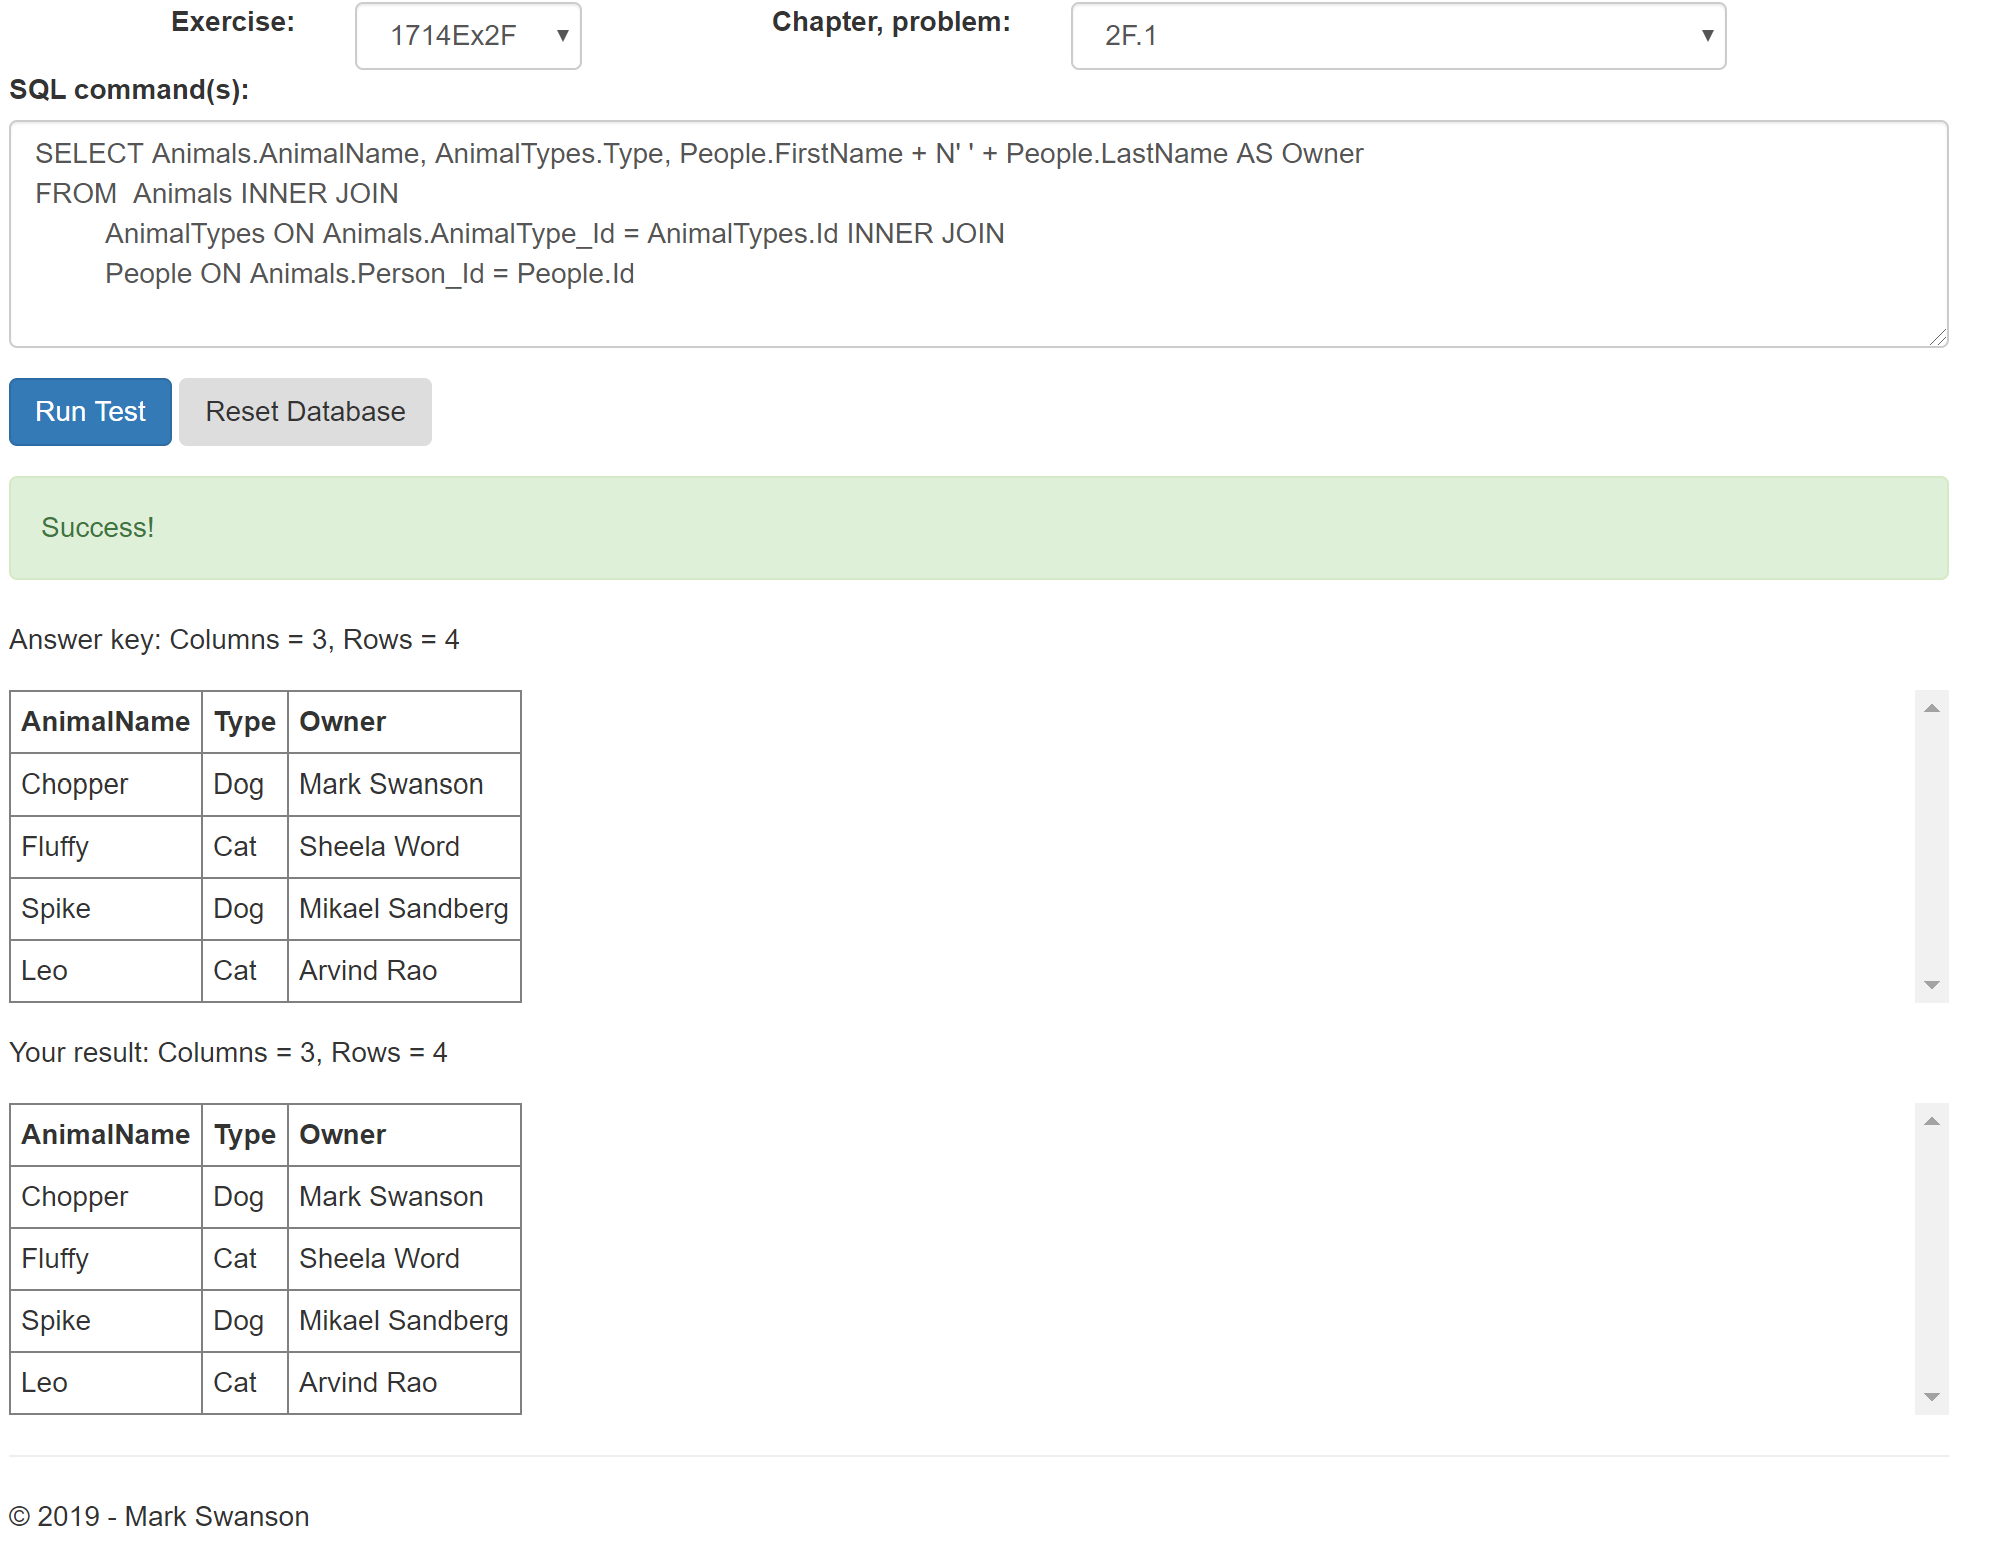 Exercise: 1714Ex2F Chapter, problem: 2F.1
SQL command(s):
SELECT Animals.AnimalName, AnimalTypes.Type, People.FirstName + N' ' + People.LastName AS Owner
FROM  Animals INNER JOIN
AnimalTypes ON Animals.AnimalType_Id = AnimalTypes.Id INNER JOIN
People ON Animals.Person_Id = People.Id
Run Test Reset Database
Success!
Answer key: Columns = 3, Rows = 4
AnimalName Type Owner
Chopper Dog Mark Swanson
Fluffy Cat Sheela Word
Spike Dog Mikael Sandberg
Leo Cat Arvind Rao
Your result: Columns = 3, Rows = 4
AnimalName Type Owner
Chopper Dog Mark Swanson
Fluffy Cat Sheela Word
Spike Dog Mikael Sandberg
Leo Cat Arvind Rao
© 2019 - Mark Swanson